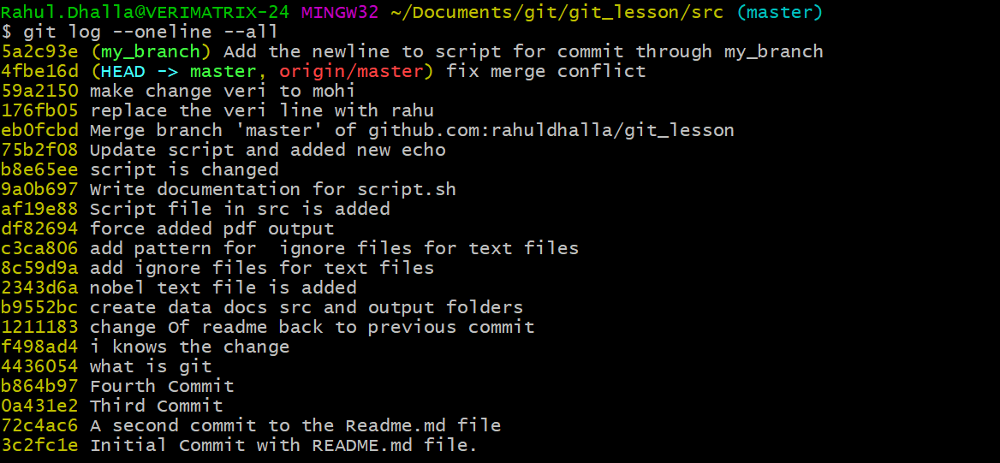 Rahul.Dhalla@VERIMATRIX-24 MINGW32 ~/Documents/git/git_lesson/src (master)
$ git log --oneline --all
5a2c93e (my_branch) Add the newline to script for commit through my_branch
4fbe16d (HEAD -> master, origin/master) fix merge conflict
59a2150 make change veri to mohi
176fb05 replace the veri line with rahu
eb0fcbd Merge branch 'master' of github.com:rahuldhalla/git_lesson
75b2f08 Update script and added new echo
b8e65ee script is changed
9a0b697 Write documentation for script.sh
af19e88 Script file in src is added
df82694 force added pdf output
c3ca806 add pattern for  ignore files for text files
8c59d9a add ignore files for text files
2343d6a nobel text file is added
b9552bc create data docs src and output folders
1211183 change Of readme back to previous commit
f498ad4 i knows the change
4436054 what is git
b864b97 Fourth Commit
0a431e2 Third Commit
72c4ac6 A second commit to the Readme.md file
3c2fc1e Initial Commit with README.md file.